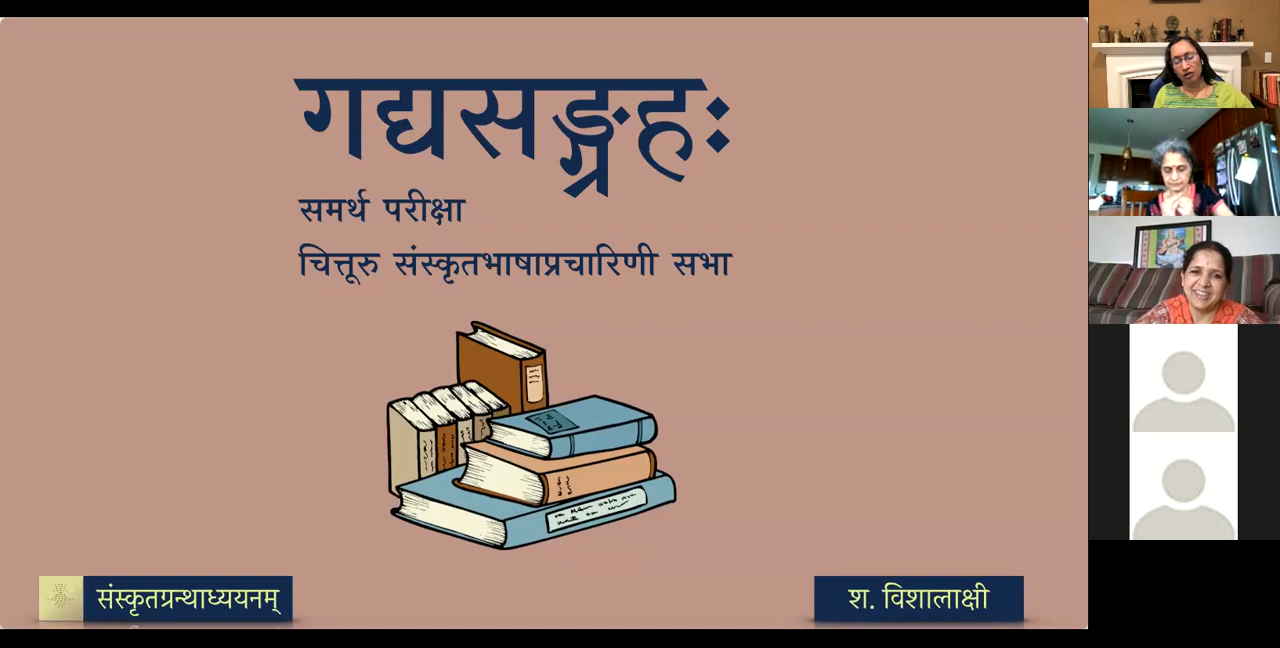 गद्यसङ्ग्रहः
समर्थ परीक्षा
चित्तूरु संस्कृतभाषाप्रचारिणी सभा
संस्कृतग्रन्थाध्ययनम्
श. विशालाक्षी